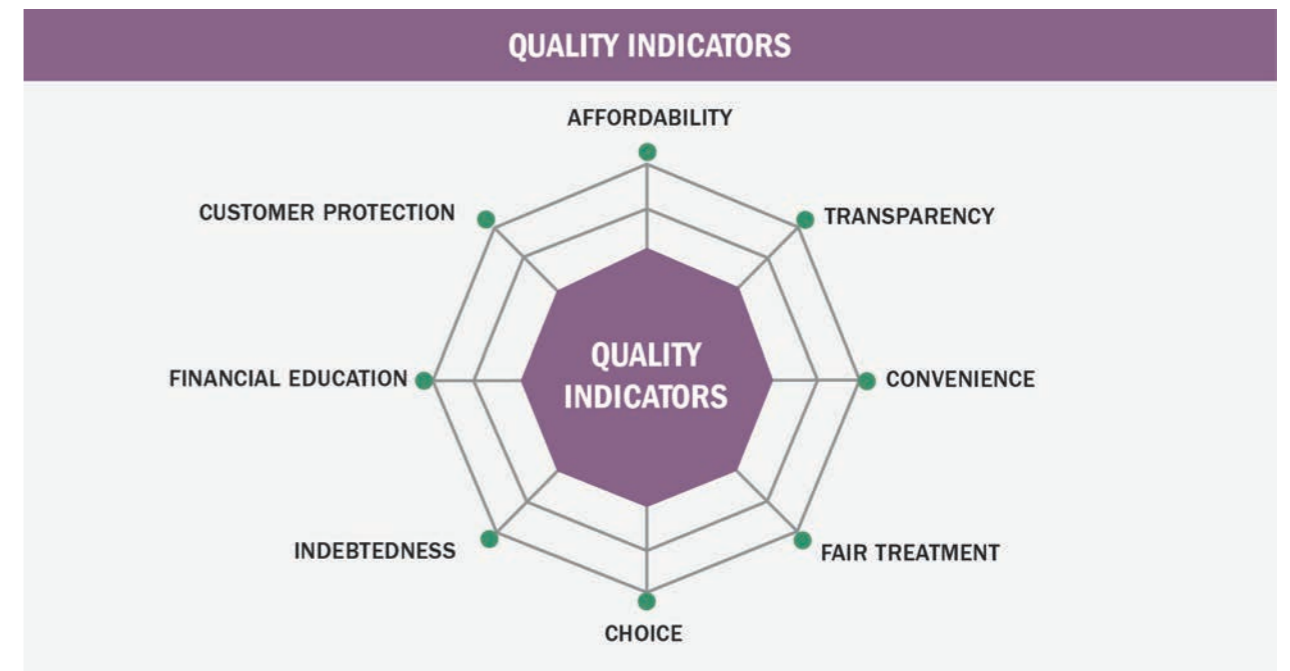 QUALITY INDICATORS
AFFORDABILITY
CUSTOMER PROTECTION
TRANSPARENCY
QUALITY
INDICATORS
FINANCIAL EDUCATION
CONVENIENCE
INDEBTEDNESS
FAIR TREATMENT
CHOICE